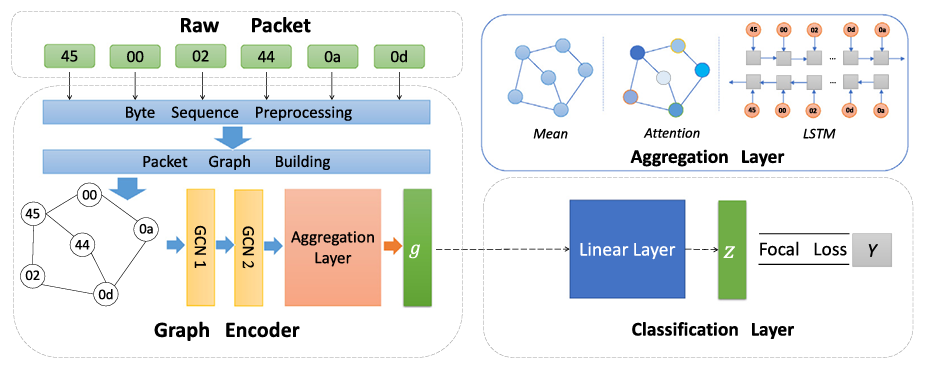 Raw Packet
45 00 02 44 0a 0d
Byte Sequence Preprocessing
Packet Graph Building
00
45
0a
44
02
0d
GCN 1
GCN 2
Aggregation
Layer
g
Graph Encoder
45 00 02 0d 0a
...
...
45 00 02 0d 0a
Mean
Attention
LSTM
Aggregation Layer
Linear Layer
z
Focal Loss
Y
Classification Layer